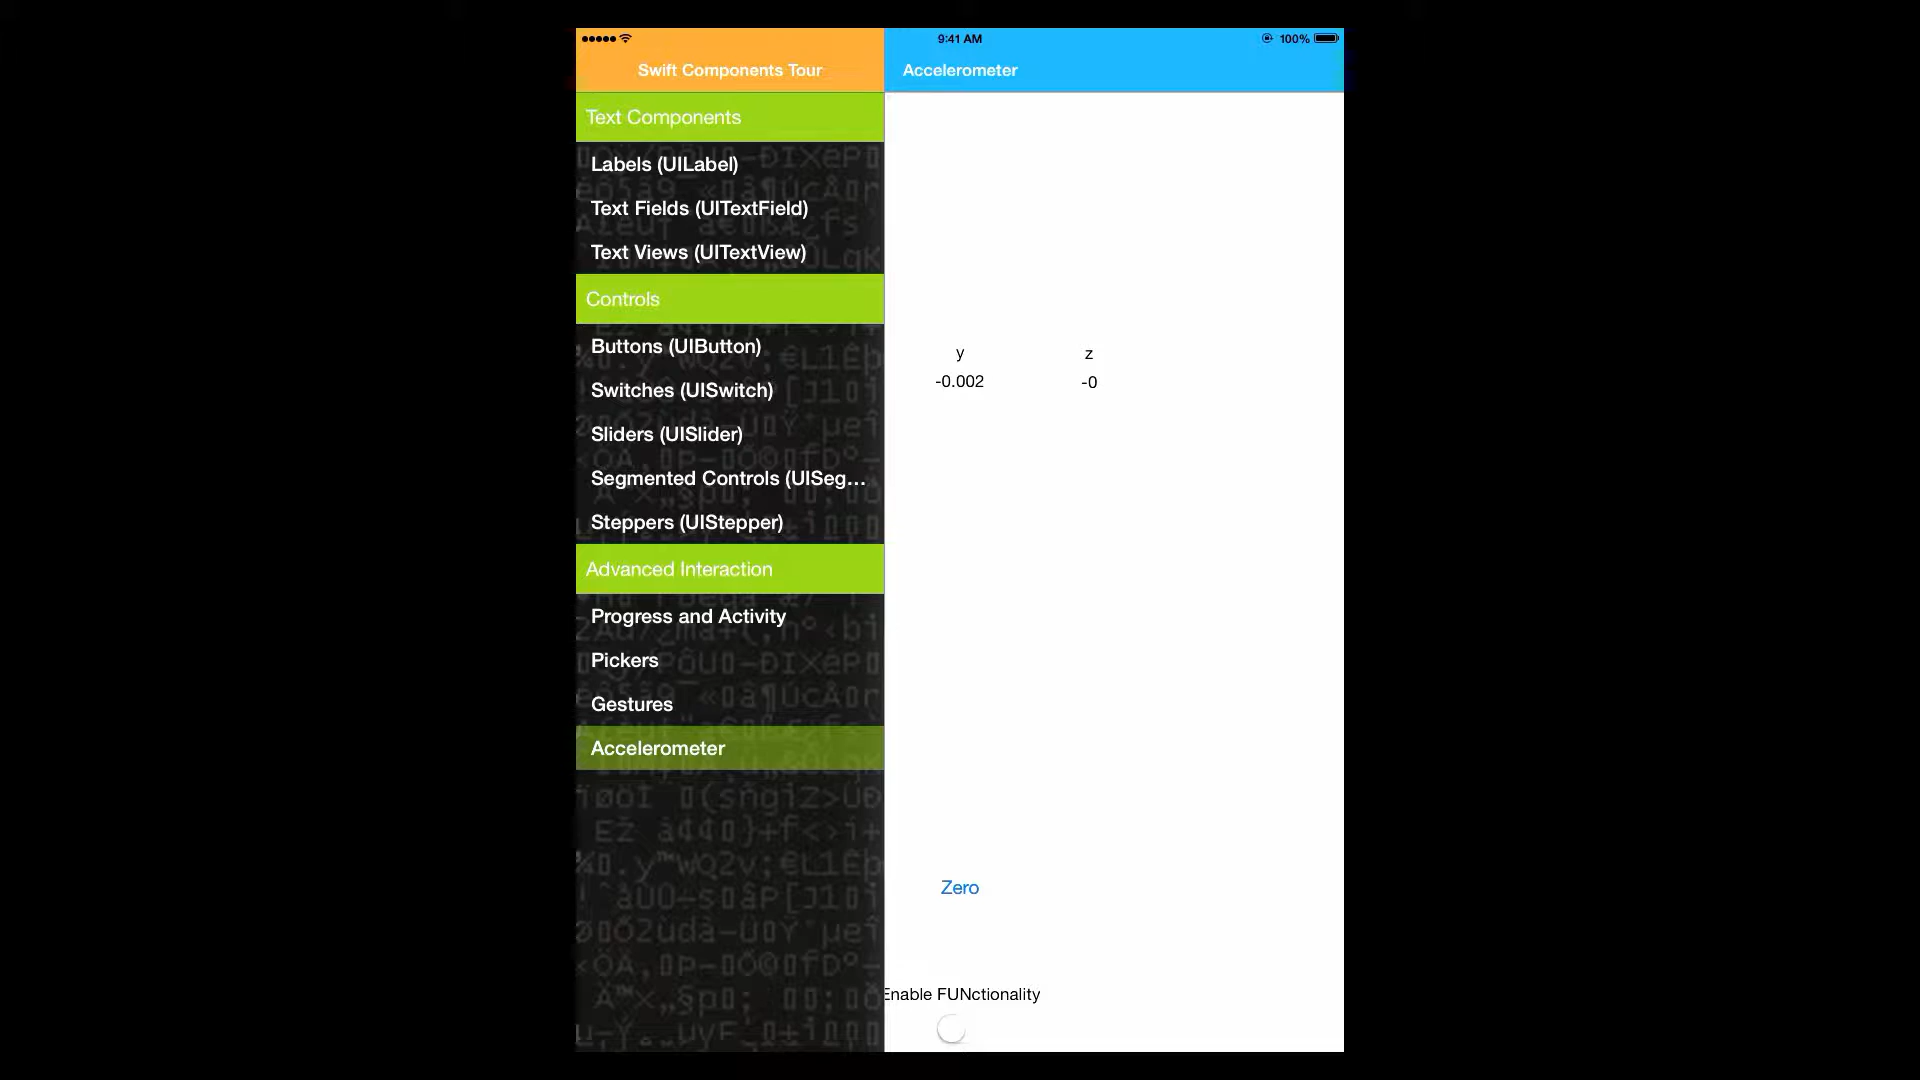 9:41 AM
100%
Swift Components Tour
Accelerometer
Text Components
Labels (UILabel)
Text Fields (UITextField)
Text Views (UITextView)
Controls
Buttons (UIButton)
Switches (UISwitch)
Sliders (UISlider)
Segmented Controls (UISeg...
Steppers (UIStepper)
Advanced Interaction
Progress and Activity
Pickers
Gestures
Accelerometer
y z
-0.002 -0
Zero
Enable FUNctionality